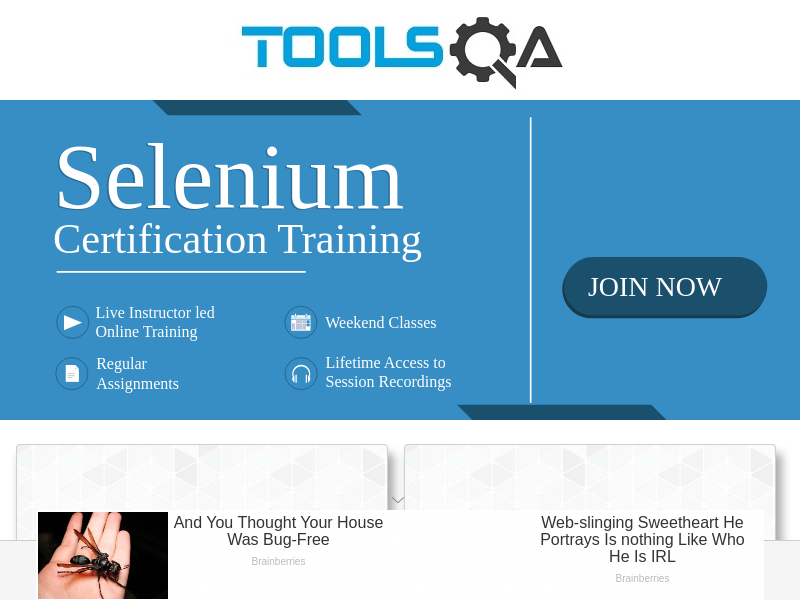 TOOLSQA
Selenium
Certification Training
JOIN NOW
Live Instructor led
Online Training
Weekend Classes
Regular
Assignments
Lifetime Access to
Session Recordings
And You Thought Your House
Was Bug-Free
Brainberries
Web-slinging Sweetheart He
Portrays Is nothing Like Who
He Is IRL
Brainberries